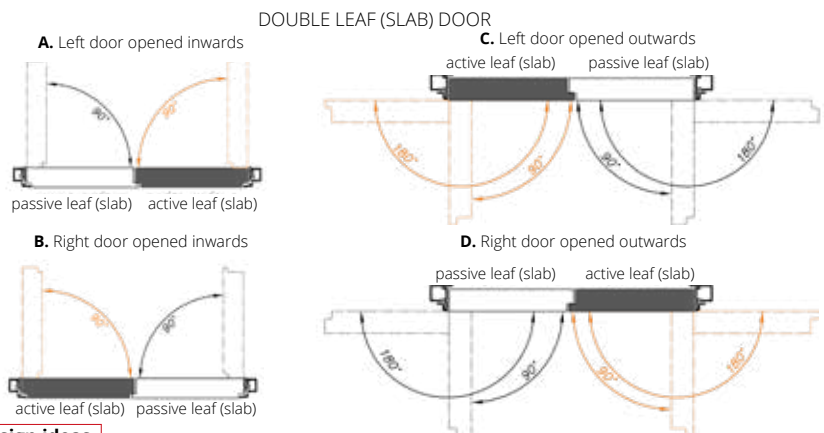 DOUBLE LEAF (SLAB) DOOR
A. Left door opened inwards
90°
90°
passive leaf (slab) active leaf (slab)
B. Right door opened inwards
90°
90°
active leaf (slab) passive leaf (slab)
C. Left door opened outwards
active leaf (slab) passive leaf (slab)
180°
90°
90°
180°
D. Right door opened outwards
passive leaf (slab) active leaf (slab)
180°
90°
90°
180°